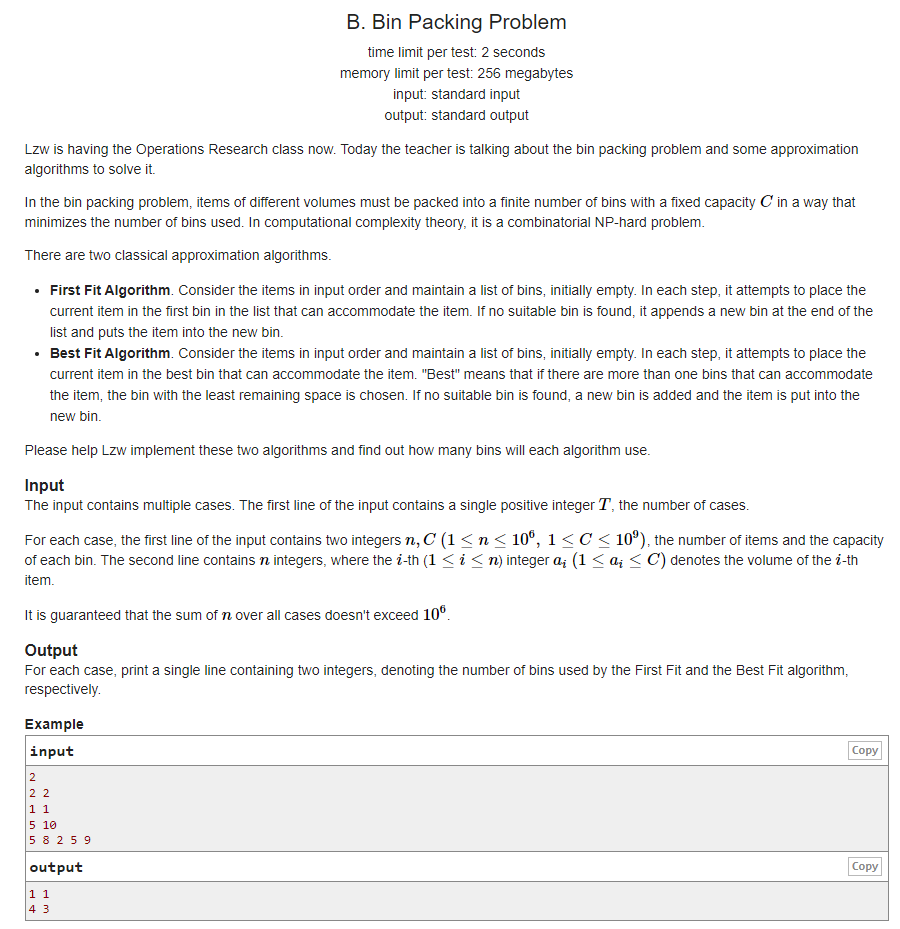 B. Bin Packing Problem
time limit per test: 2 seconds
memory limit per test: 256 megabytes
input: standard input
output: standard output
Lzw is having the Operations Research class now. Today the teacher is talking about the bin packing problem and some approximation
algorithms to solve it.
In the bin packing problem, items of different volumes must be packed into a finite number of bins with a fixed capacity C in a way that
minimizes the number of bins used. In computational complexity theory, it is a combinatorial NP-hard problem.
There are two classical approximation algorithms.
• First Fit Algorithm. Consider the items in input order and maintain a list of bins, initially empty. In each step, it attempts to place the
current item in the first bin in the list that can accommodate the item. If no suitable bin is found, it appends a new bin at the end of the
list and puts the item into the new bin.
• Best Fit Algorithm. Consider the items in input order and maintain a list of bins, initially empty. In each step, it attempts to place the
current item in the best bin that can accommodate the item. "Best" means that if there are more than one bins that can accommodate
the item, the bin with the least remaining space is chosen. If no suitable bin is found, a new bin is added and the item is put into the
new bin.
Please help Lzw implement these two algorithms and find out how many bins will each algorithm use.
Input
The input contains multiple cases. The first line of the input contains a single positive integer T, the number of cases.
For each case, the first line of the input contains two integers n, C (1 ≤ n ≤ 10⁶, 1 ≤ C ≤ 10⁹), the number of items and the capacity
of each bin. The second line contains n integers, where the i-th (1 ≤ i ≤ n) integer aᵢ (1 ≤ aᵢ ≤ C) denotes the volume of the i-th
item.
It is guaranteed that the sum of n over all cases doesn't exceed 10⁶.
Output
For each case, print a single line containing two integers, denoting the number of bins used by the First Fit and the Best Fit algorithm,
respectively.
Example
input Copy
2
2 2
1 1
5 10
5 8 2 5 9
output Copy
1 1
4 3